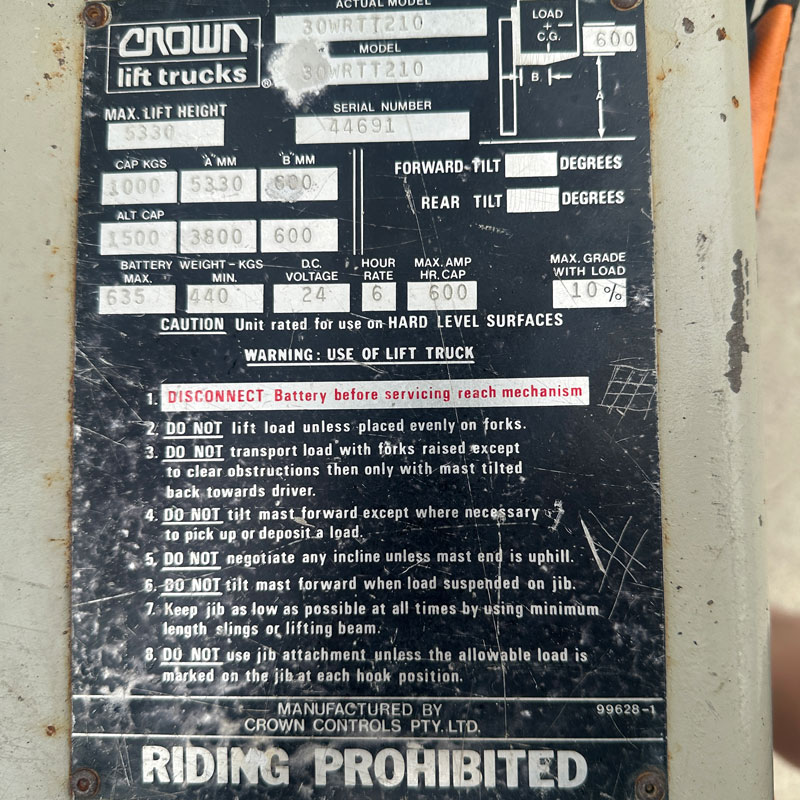 CROWN
lift trucks®
ACTUAL MODEL
30WRTT210
MODEL
30WRTT210
LOAD
C.G.
600
B
A
MAX. LIFT HEIGHT
5330
SERIAL NUMBER
44691
CAP KGS A MM B MM
1000 5330 600
ALT CAP
1500 3800 600
FORWARD TILT DEGREES
REAR TILT DEGREES
BATTERY WEIGHT-KGS D.C. HOUR MAX. AMP MAX. GRADE
MAX. MIN. VOLTAGE RATE HR. CAP WITH LOAD
635 440 24 6 600 10 %
CAUTION Unit rated for use on HARD LEVEL SURFACES
WARNING: USE OF LIFT TRUCK
1. DISCONNECT Battery before servicing reach mechanism
2. DO NOT lift load unless placed evenly on forks.
3. DO NOT transport load with forks raised except
to clear obstructions then only with mast tilted
back towards driver.
4. DO NOT tilt mast forward except where necessary
to pick up or deposit a load.
5. DO NOT negotiate any incline unless mast end is uphill.
6. DO NOT tilt mast forward when load suspended on jib.
7. Keep jib as low as possible at all times by using minimum
length slings or lifting beam.
8. DO NOT use jib attachment unless the allowable load is
marked on the jib at each hook position.
MANUFACTURED BY 99628-1
CROWN CONTROLS PTY. LTD.
RIDING PROHIBITED